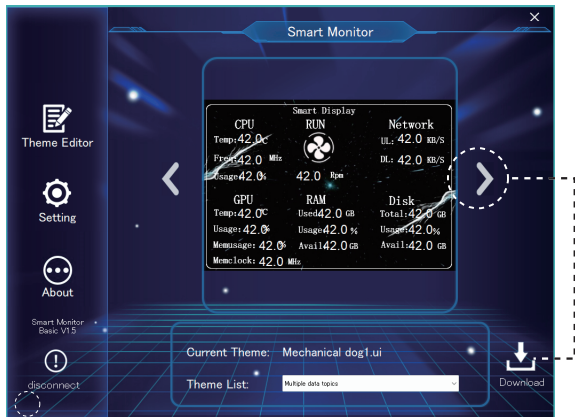 Smart Monitor
Theme Editor
Setting
About
Smart Monitor
Basic V1.5
disconnect
Smart Display
CPU
Temp:42.0℃
Freq:42.0 MHz
Usage:42.0%
RUN
42.0 Rpm
Network
UL: 42.0 KB/S
DL: 42.0 KB/S
GPU
Temp:42.0℃
Usage: 42.0%
Memusage: 42.0%
Memclock: 42.0 MHz
RAM
Used42.0 GB
Usage42.0 %
Avail42.0 GB
Disk
Total:42.0 GB
Usage:42.0%
Avail:42.0 GB
Current Theme: Mechanical dog1.ui
Theme List: Multiple data topics
Download